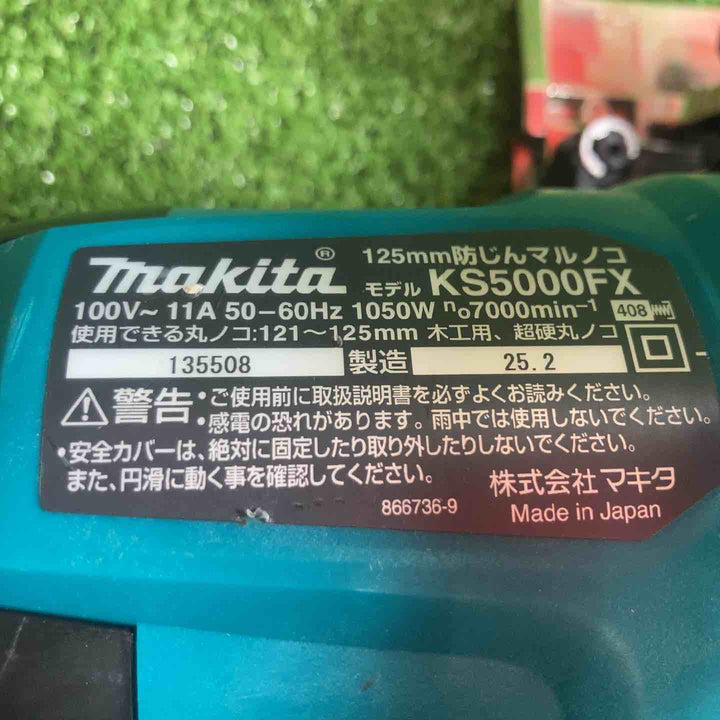 makita®
125mm防じんマルノコ
モデル KS5000FX
100V~ 11A 50-60Hz 1050W n₀7000min⁻¹ 408
使用できる丸ノコ:121~125mm 木工用、超硬丸ノコ
135508 製造 25.2
警告・ご使用前に取扱説明書を必ずよくお読みください。
・感電の恐れがあります。雨中では使用しないでください。
・安全カバーは、絶対に固定したり取り外したりしないでください。
また、円滑に動く事を確認してください。
株式会社マキタ
866736-9 Made in Japan